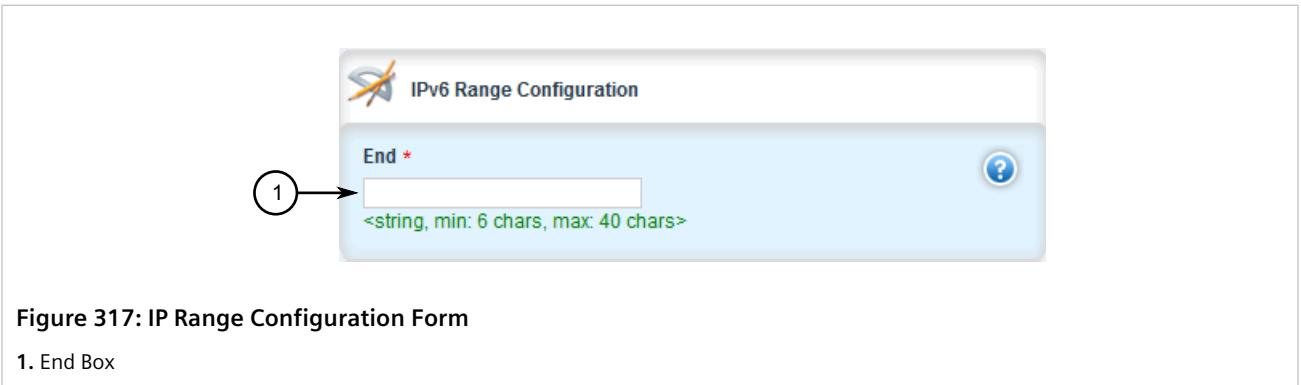 IPv6 Range Configuration
End *
1
<string, min: 6 chars, max: 40 chars>
?
Figure 317: IP Range Configuration Form
1. End Box